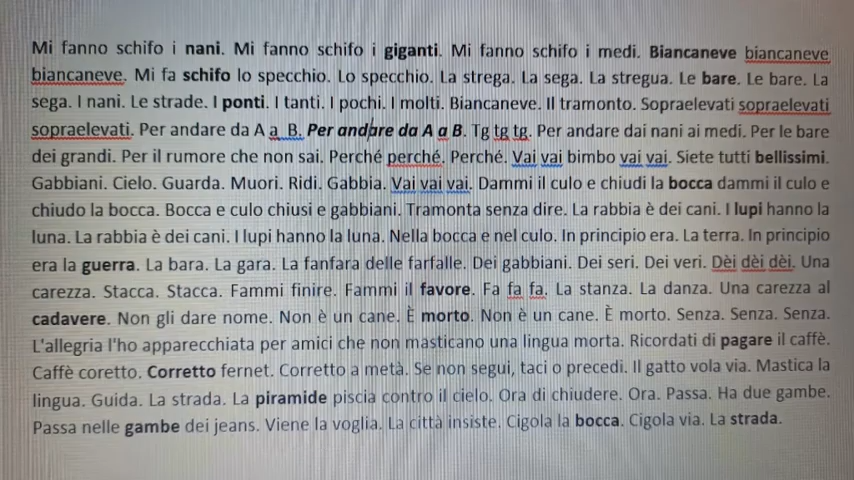 Mi fanno schifo i nani. Mi fanno schifo i giganti. Mi fanno schifo i medi. Biancaneve biancaneve
biancaneve. Mi fa schifo lo specchio. Lo specchio. La strega. La sega. La stregua. Le bare. Le bare. La
sega. I nani. Le strade. I ponti. I tanti. I pochi. I molti. Biancaneve. Il tramonto. Sopraelevati sopraelevati
sopraelevati. Per andare da A a B. Per andare da A a B. Tg tg tg. Per andare dai nani ai medi. Per le bare
dei grandi. Per il rumore che non sai. Perché perché. Perché. Vai vai bimbo vai vai. Siete tutti bellissimi.
Gabbiani. Cielo. Guarda. Muori. Ridi. Gabbia. Vai vai vai. Dammi il culo e chiudi la bocca dammi il culo e
chiudo la bocca. Bocca e culo chiusi e gabbiani. Tramonta senza dire. La rabbia è dei cani. I lupi hanno la
luna. La rabbia è dei cani. I lupi hanno la luna. Nella bocca e nel culo. In principio era. La terra. In principio
era la guerra. La bara. La gara. La fanfara delle farfalle. Dei gabbiani. Dei seri. Dei veri. Dèi dèi dèi. Una
carezza. Stacca. Stacca. Fammi finire. Fammi il favore. Fa fa fa. La stanza. La danza. Una carezza al
cadavere. Non gli dare nome. Non è un cane. È morto. Non è un cane. È morto. Senza. Senza. Senza.
L'allegria l'ho apparecchiata per amici che non masticano una lingua morta. Ricordati di pagare il caffè.
Caffè coretto. Corretto fernet. Corretto a metà. Se non segui, taci o precedi. Il gatto vola via. Mastica la
lingua. Guida. La strada. La piramide piscia contro il cielo. Ora di chiudere. Ora. Passa. Ha due gambe.
Passa nelle gambe dei jeans. Viene la voglia. La città insiste. Cigola la bocca. Cigola via. La strada.